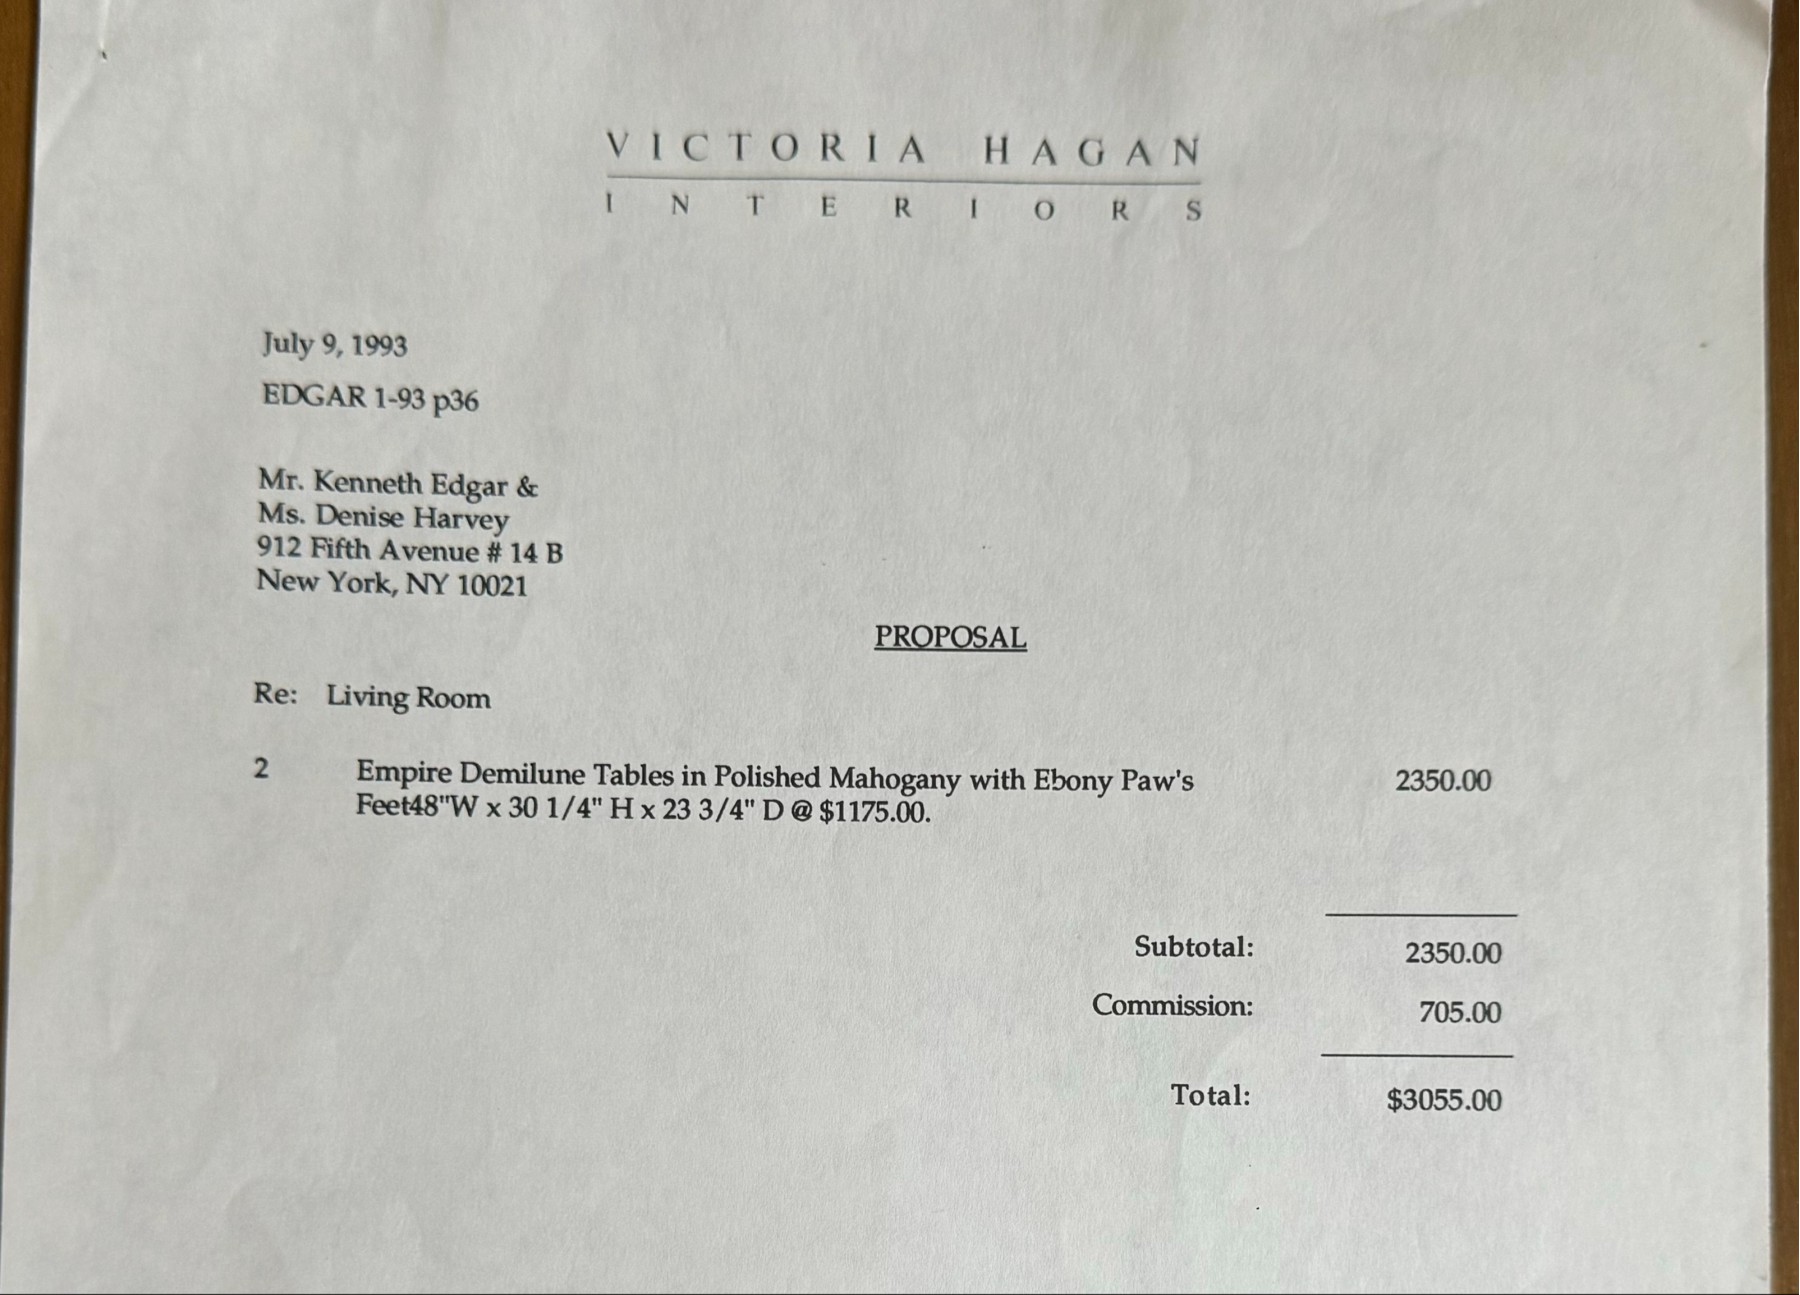 VICTORIA HAGAN
INTERIORS
July 9, 1993
EDGAR 1-93 p36
Mr. Kenneth Edgar &
Ms. Denise Harvey
912 Fifth Avenue # 14 B
New York, NY 10021
PROPOSAL
Re: Living Room
2 Empire Demilune Tables in Polished Mahogany with Ebony Paw's 2350.00
Feet48"W x 30 1/4" H x 23 3/4" D @ $1175.00.
Subtotal: 2350.00
Commission: 705.00
Total: $3055.00